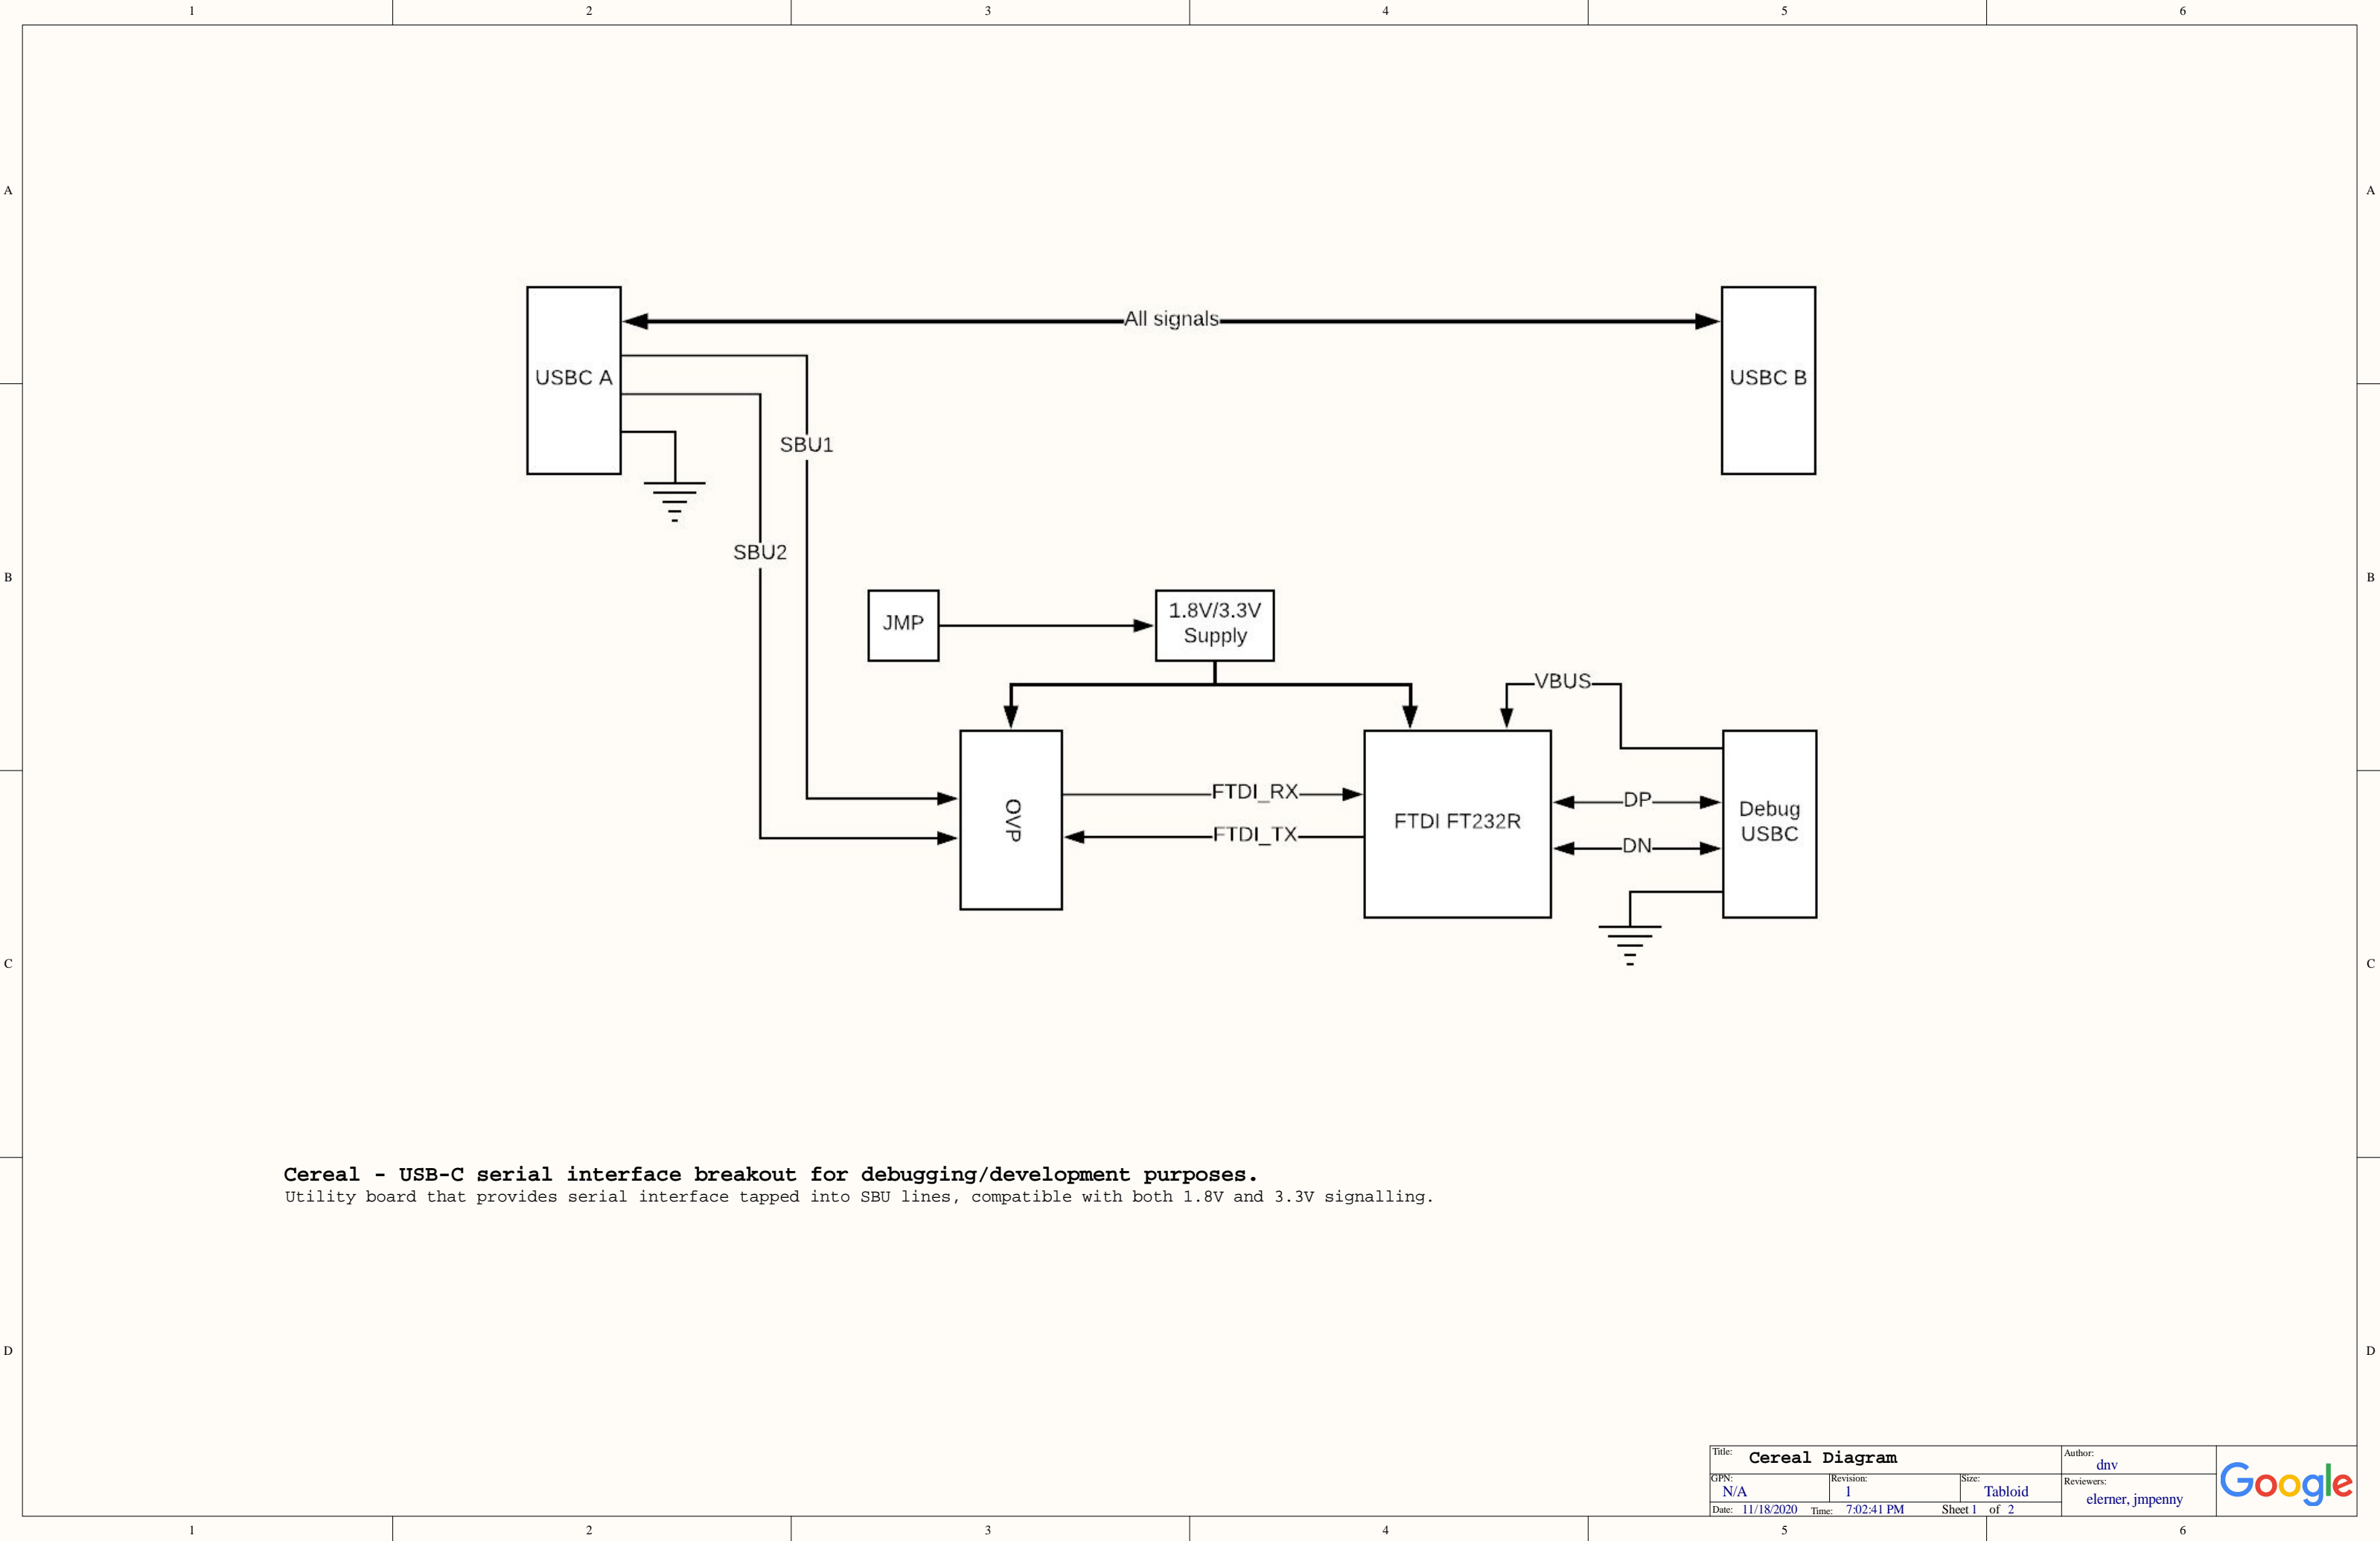 1 2 3 4 5 6
A A
All signals
USBC A
USBC B
SBU1
SBU2
B B
JMP
1.8V/3.3V
Supply
VBUS
OVP
FTDI_RX
FTDI_TX
FTDI FT232R
DP
DN
Debug
USBC
C C
Cereal - USB-C serial interface breakout for debugging/development purposes.
Utility board that provides serial interface tapped into SBU lines, compatible with both 1.8V and 3.3V signalling.
D D
Title: Cereal Diagram
Author: dnv
GPN: N/A
Revision: 1
Size: Tabloid
Reviewers: elerner, jmpenny
Date: 11/18/2020 Time: 7:02:41 PM Sheet 1 of 2
Google
1 2 3 4 5 6